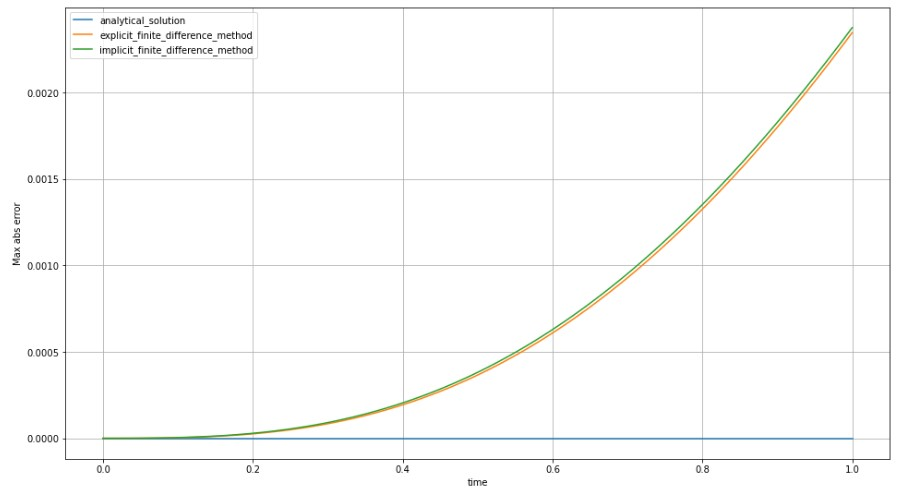 analytical_solution
explicit_finite_difference_method
implicit_finite_difference_method
0.0020
0.0015
0.0010
0.0005
0.0000
Max abs error
0.0 0.2 0.4 0.6 0.8 1.0
time